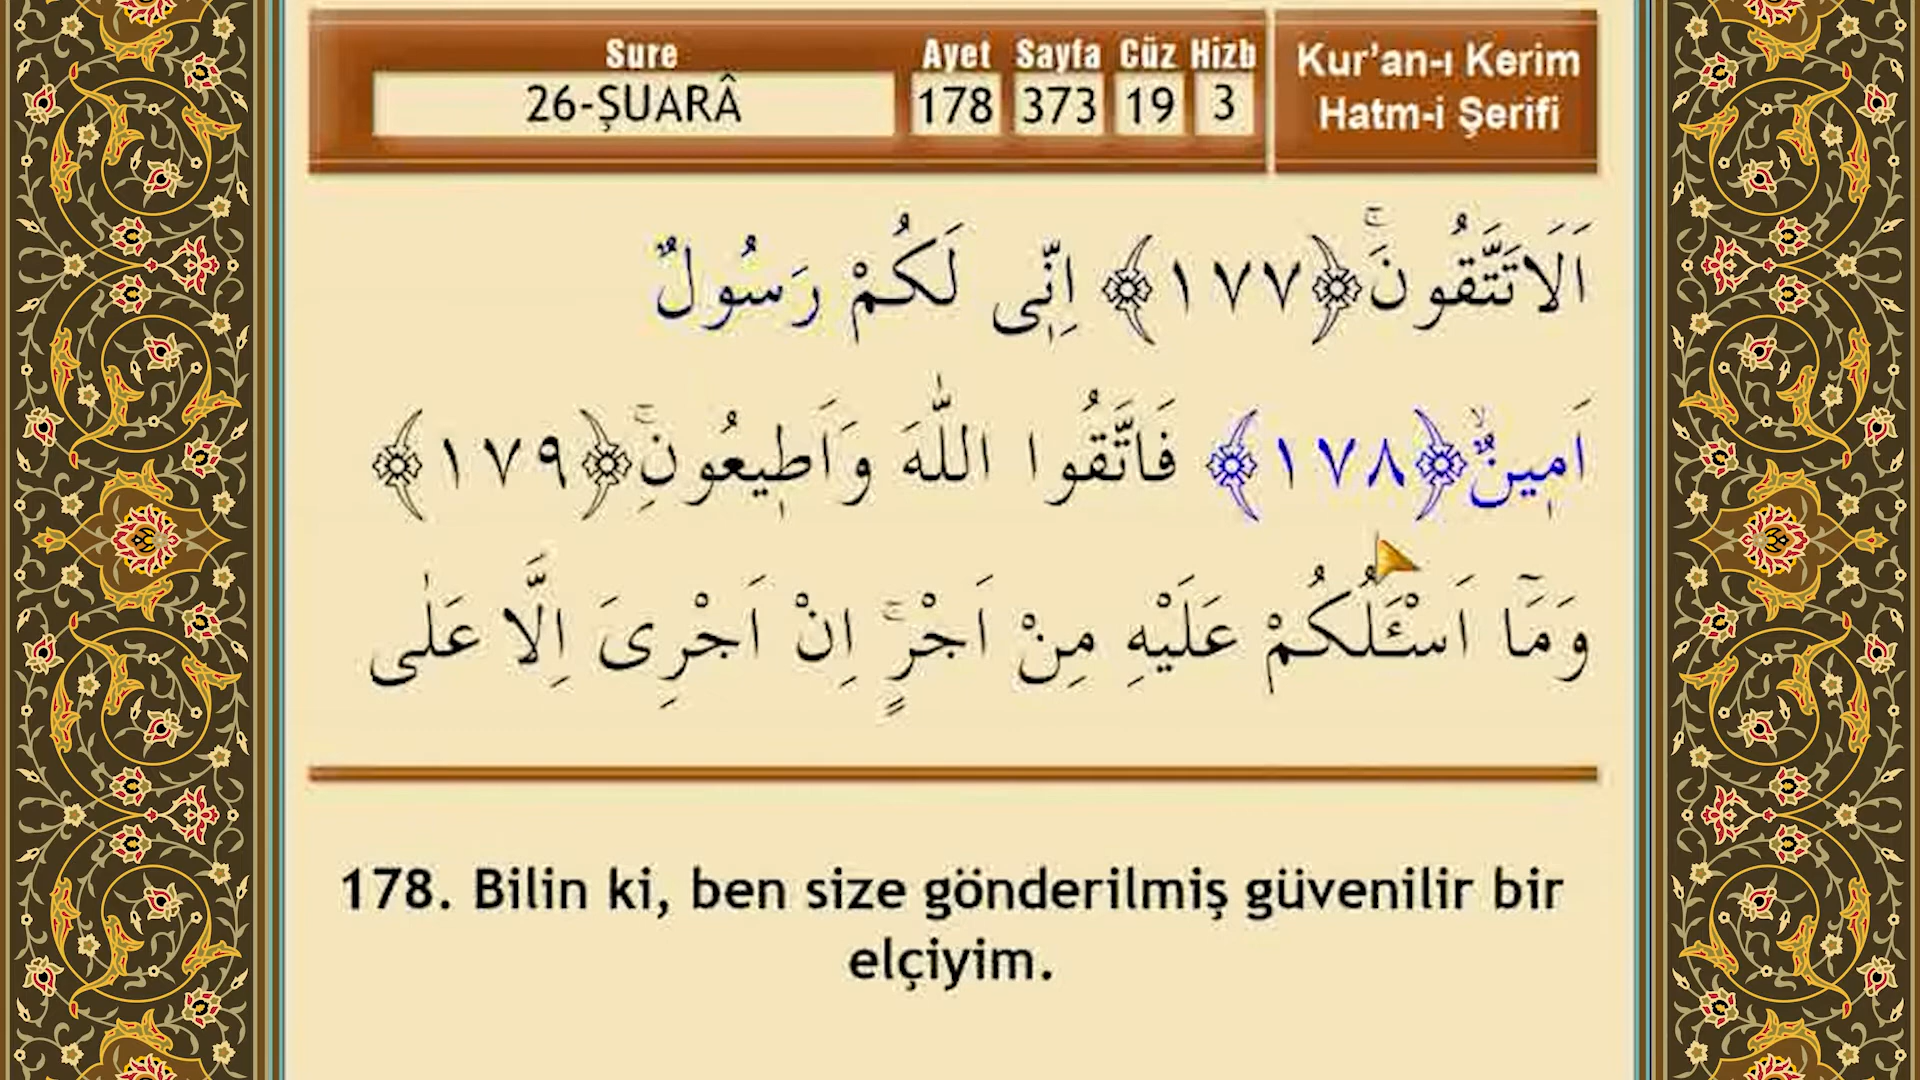 Sure Ayet Sayfa Cüz Hizb
26-ŞUARÂ 178 373 19 3
Kur'an-ı Kerim
Hatm-i Şerifi
اَلَاتَتَّقُونَۚ ﴿١٧٧﴾ اِنّ۪ى لَكُمْ رَسُولٌ
اَم۪ينٌۙ ﴿١٧٨﴾ فَاتَّقُوا اللّٰهَ وَاَط۪يعُونِۚ ﴿١٧٩﴾
وَمَٓا اَسْـَٔلُكُمْ عَلَيْهِ مِنْ اَجْرٍۚ اِنْ اَجْرِىَ اِلَّا عَلٰى
178. Bilin ki, ben size gönderilmiş güvenilir bir
elçiyim.